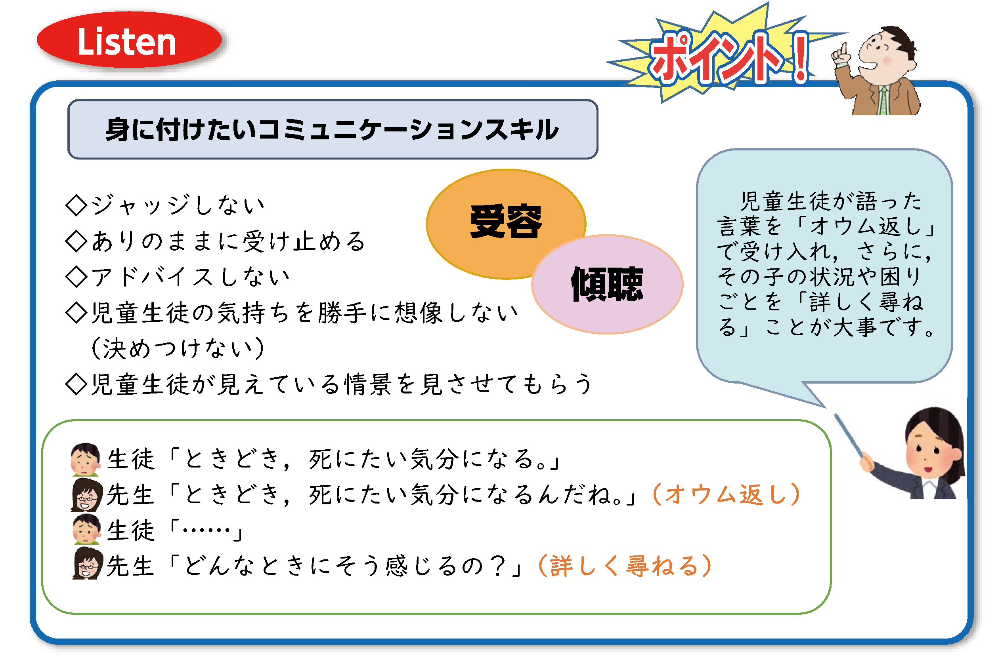 Listen
ポイント！
身に付けたいコミュニケーションスキル
◇ジャッジしない
◇ありのままに受け止める
◇アドバイスしない
◇児童生徒の気持ちを勝手に想像しない
（決めつけない）
◇児童生徒が見えている情景を見させてもらう
受容
傾聴
児童生徒が語った
言葉を「オウム返し」
で受け入れ，さらに，
その子の状況や困り
ごとを「詳しく尋ね
る」ことが大事です。
生徒「ときどき，死にたい気分になる。」
先生「ときどき，死にたい気分になるんだね。」（オウム返し）
生徒「……」
先生「どんなときにそう感じるの？」（詳しく尋ねる）